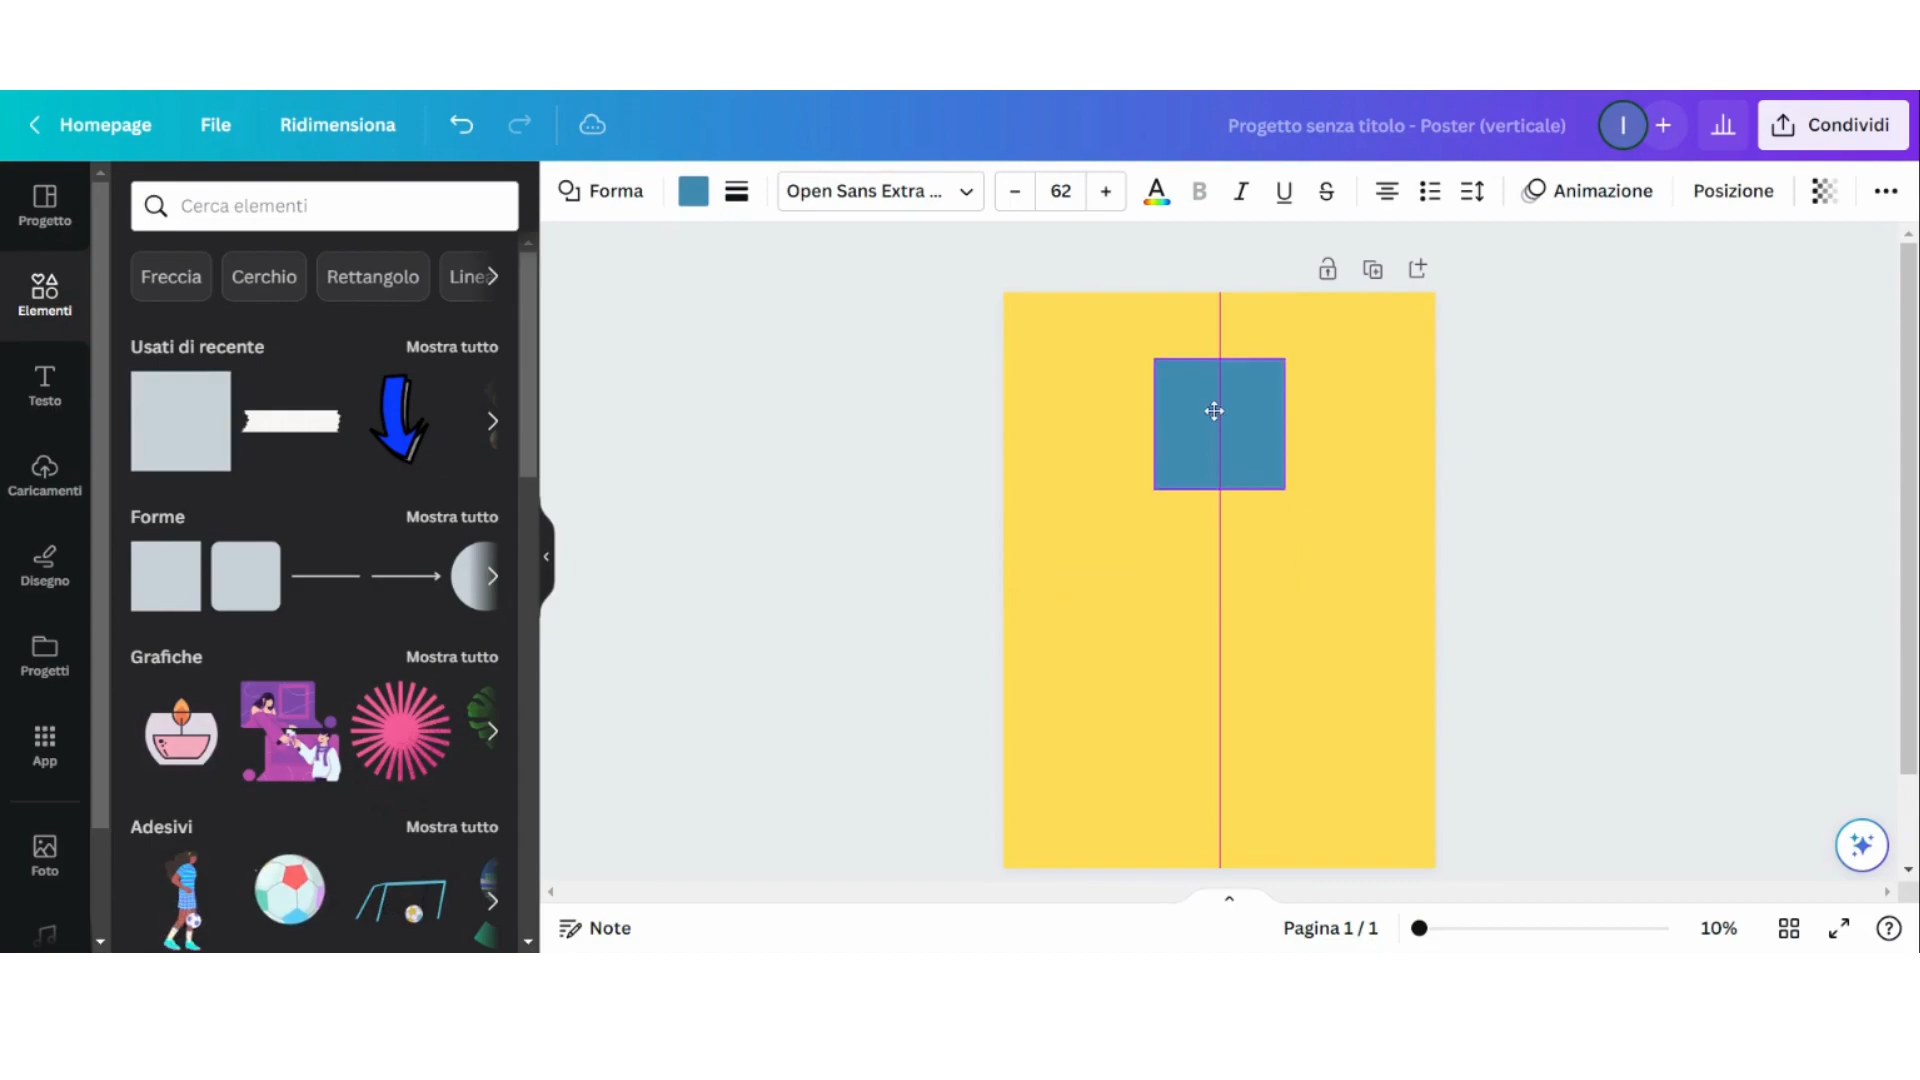 Homepage File Ridimensiona Progetto senza titolo - Poster (verticale) I + Condividi
Forma Open Sans Extra ... − 62 + A B I U S Animazione Posizione
Progetto
Elementi
Testo
Caricamenti
Disegno
Progetti
App
Foto
Cerca elementi
Freccia Cerchio Rettangolo Linea
Usati di recente Mostra tutto
Forme Mostra tutto
Grafiche Mostra tutto
Adesivi Mostra tutto
Note Pagina 1 / 1 10% ?